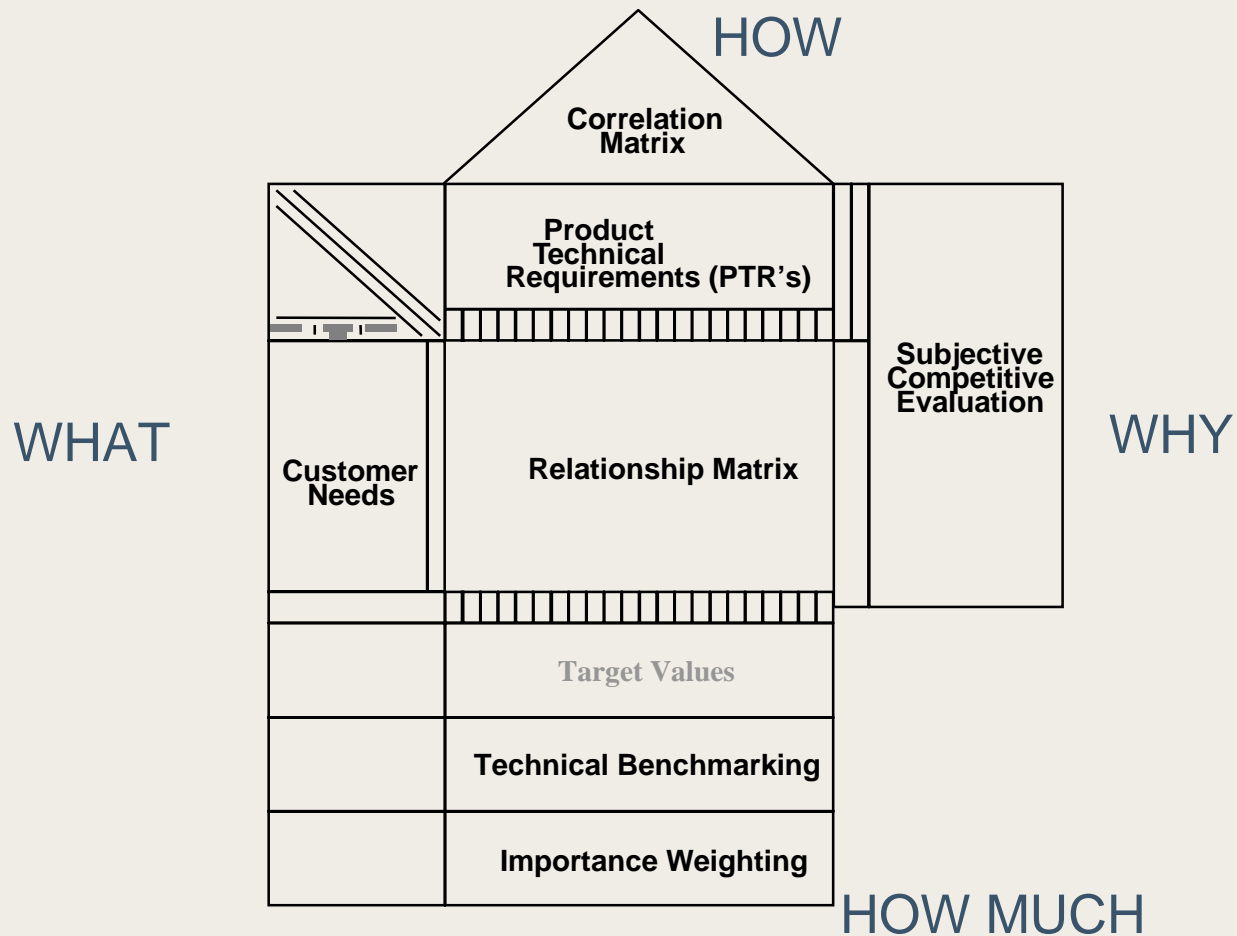 HOW
Correlation
Matrix
Product
Technical
Requirements (PTR's)
Subjective
Competitive
Evaluation
WHAT
WHY
Customer
Needs
Relationship Matrix
Target Values
Technical Benchmarking
Importance Weighting
HOW MUCH